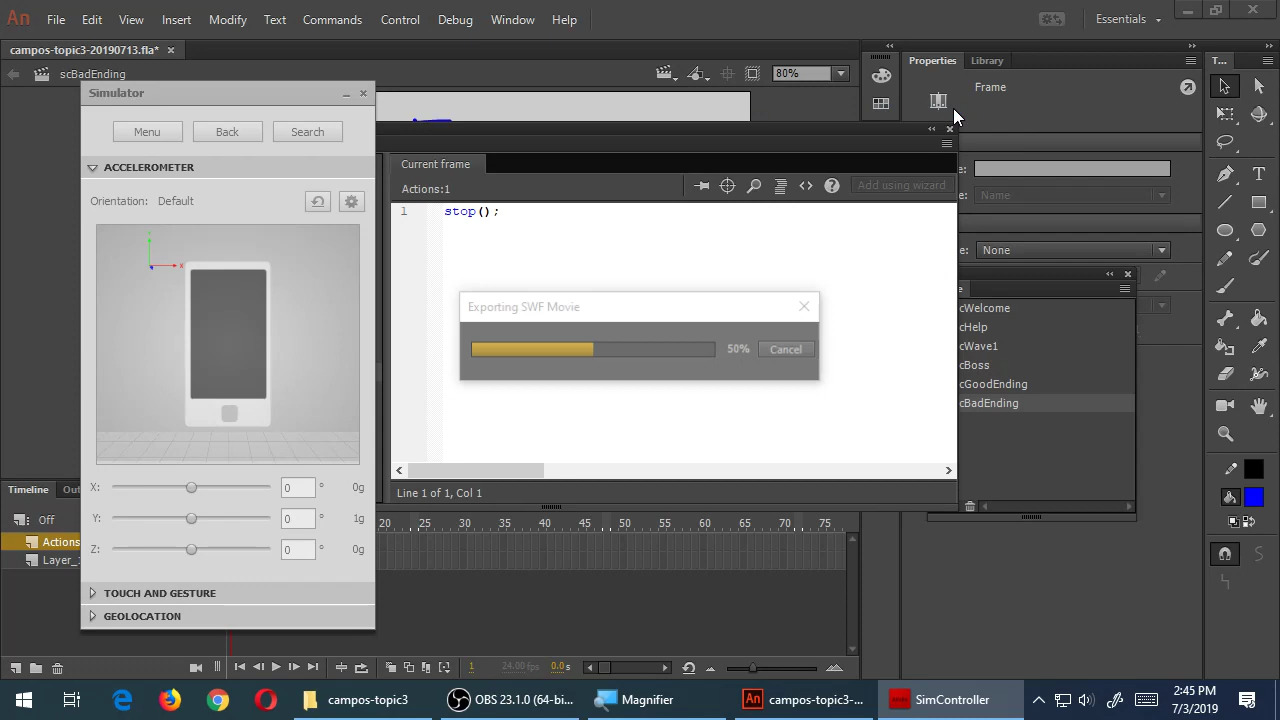 An File Edit View Insert Modify Text Commands Control Debug Window Help Essentials
campos-topic3-20190713.fla* ×
scBadEnding 80%
Properties Library T...
Frame
Simulator
Menu Back Search
ACCELEROMETER
Orientation: Default
Y
X
X: 0 ° 0g
Y: 0 ° 1g
Z: 0 ° 0g
TOUCH AND GESTURE
GEOLOCATION
Current frame
Actions:1 Add using wizard
1 stop();
Exporting SWF Movie
50% Cancel
Line 1 of 1, Col 1
e:
e: Name
e: None
e
cWelcome
cHelp
cWave1
cBoss
cGoodEnding
cBadEnding
Timeline Out
Off 20 25 30 35 40 45 50 55 60 65 70 75
Actions
Layer_
1 24.00 fps 0.0 s
campos-topic3 OBS 23.1.0 (64-bi... Magnifier An campos-topic3-... SimController 2:45 PM
7/3/2019